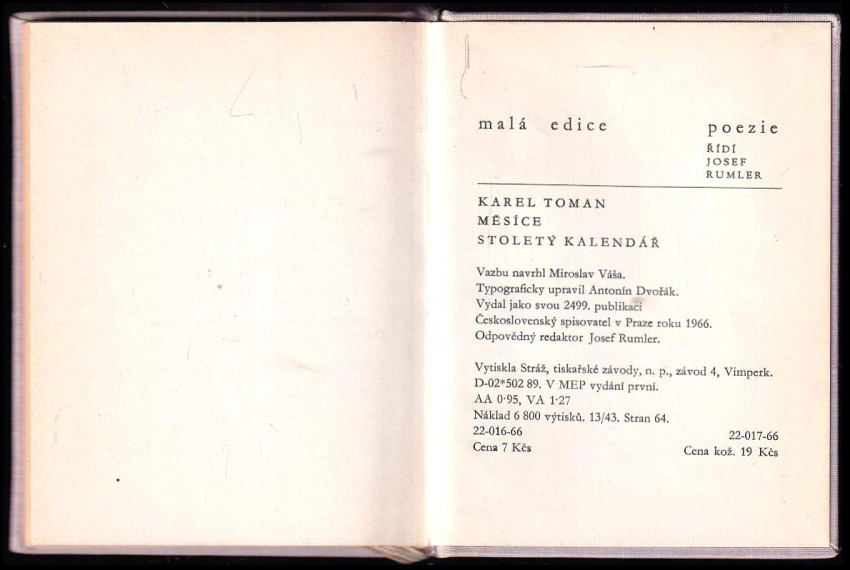 malá edice poezie
ŘÍDÍ
JOSEF
RUMLER
KAREL TOMAN
MĚSÍCE
STOLETÝ KALENDÁŘ
Vazbu navrhl Miroslav Váša.
Typograficky upravil Antonín Dvořák.
Vydal jako svou 2499. publikaci
Československý spisovatel v Praze roku 1966.
Odpovědný redaktor Josef Rumler.
Vytiskla Stráž, tiskařské závody, n. p., závod 4, Vimperk.
D-02*502 89. V MEP vydání první.
AA 0·95, VA 1·27
Náklad 6 800 výtisků. 13/43. Stran 64.
22-016-66 22-017-66
Cena 7 Kčs Cena kož. 19 Kčs